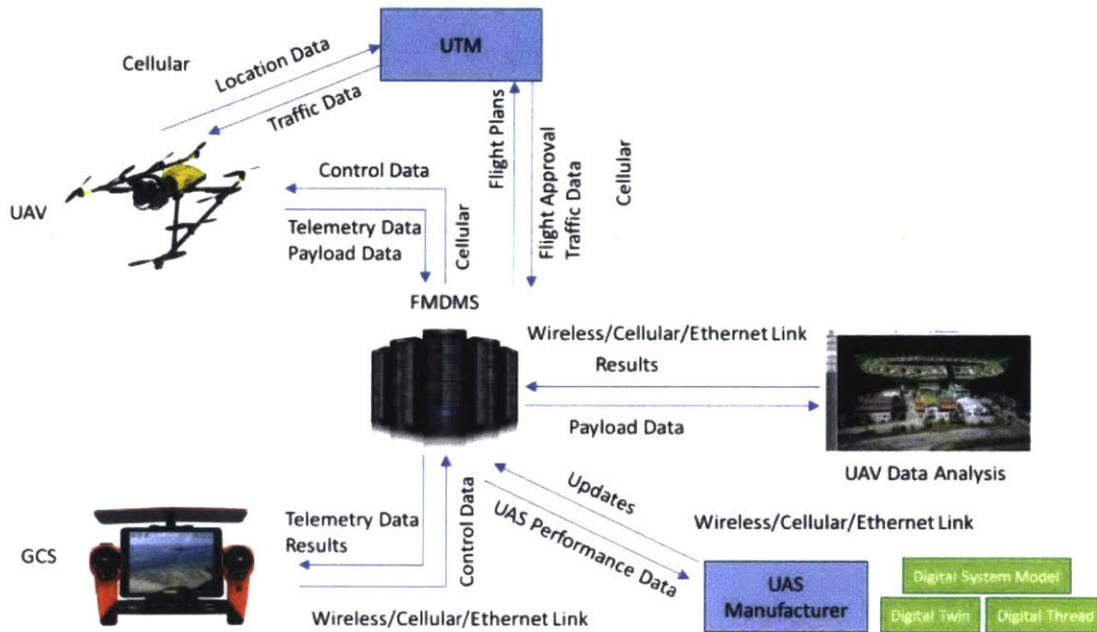 UTM
Cellular
Location Data
Traffic Data
Flight Plans
Flight Approval
Traffic Data
Cellular
Control Data
UAV
Telemetry Data
Payload Data
Cellular
FMDMS
Wireless/Cellular/Ethernet Link
Results
Payload Data
UAV Data Analysis
Updates
UAS Performance Data
Wireless/Cellular/Ethernet Link
Telemetry Data
Results
Control Data
GCS
Wireless/Cellular/Ethernet Link
UAS
Manufacturer
Digital System Model
Digital Twin
Digital Thread